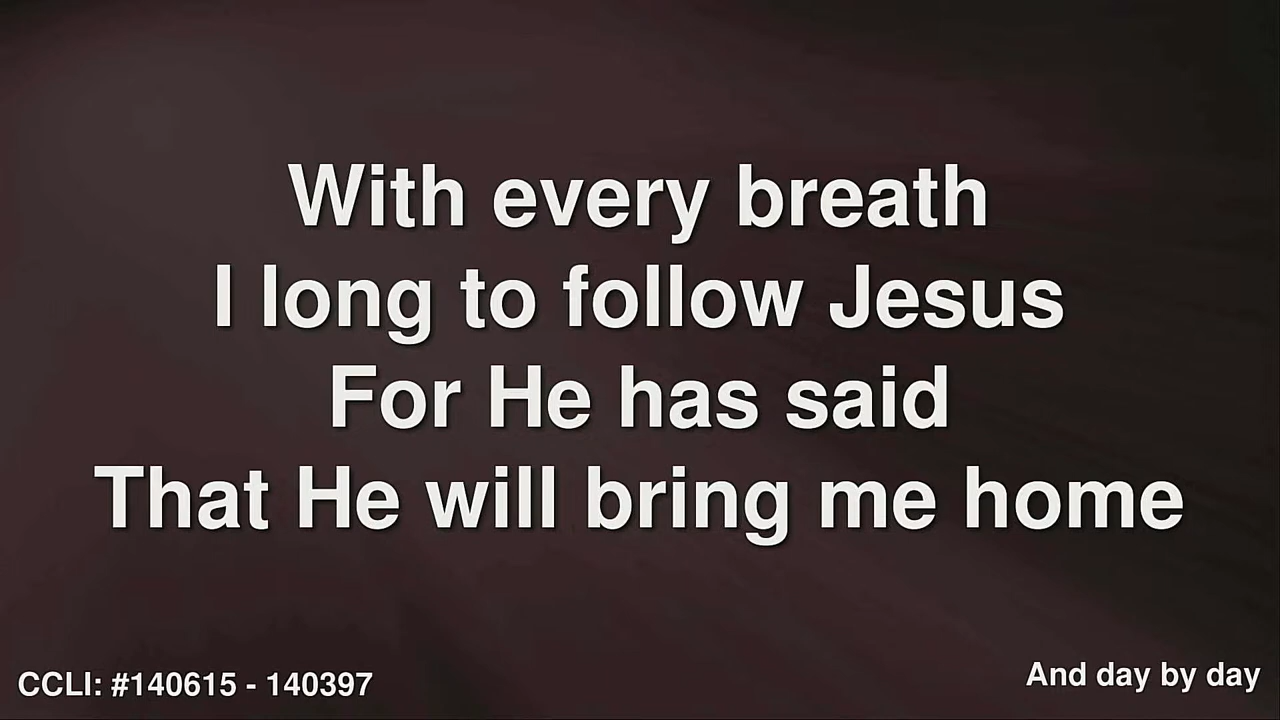 With every breath
I long to follow Jesus
For He has said
That He will bring me home
CCLI: #140615 - 140397
And day by day